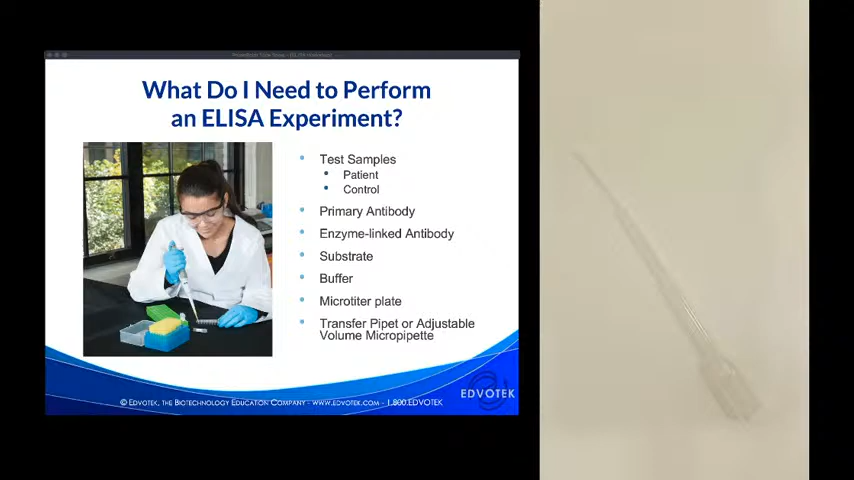 What Do I Need to Perform
an ELISA Experiment?
Test Samples
Patient
Control
Primary Antibody
Enzyme-linked Antibody
Substrate
Buffer
Microtiter plate
Transfer Pipet or Adjustable
Volume Micropipette
EDVOTEK
© EDVOTEK, THE BIOTECHNOLOGY EDUCATION COMPANY - WWW.EDVOTEK.COM - 1.800.EDVOTEK